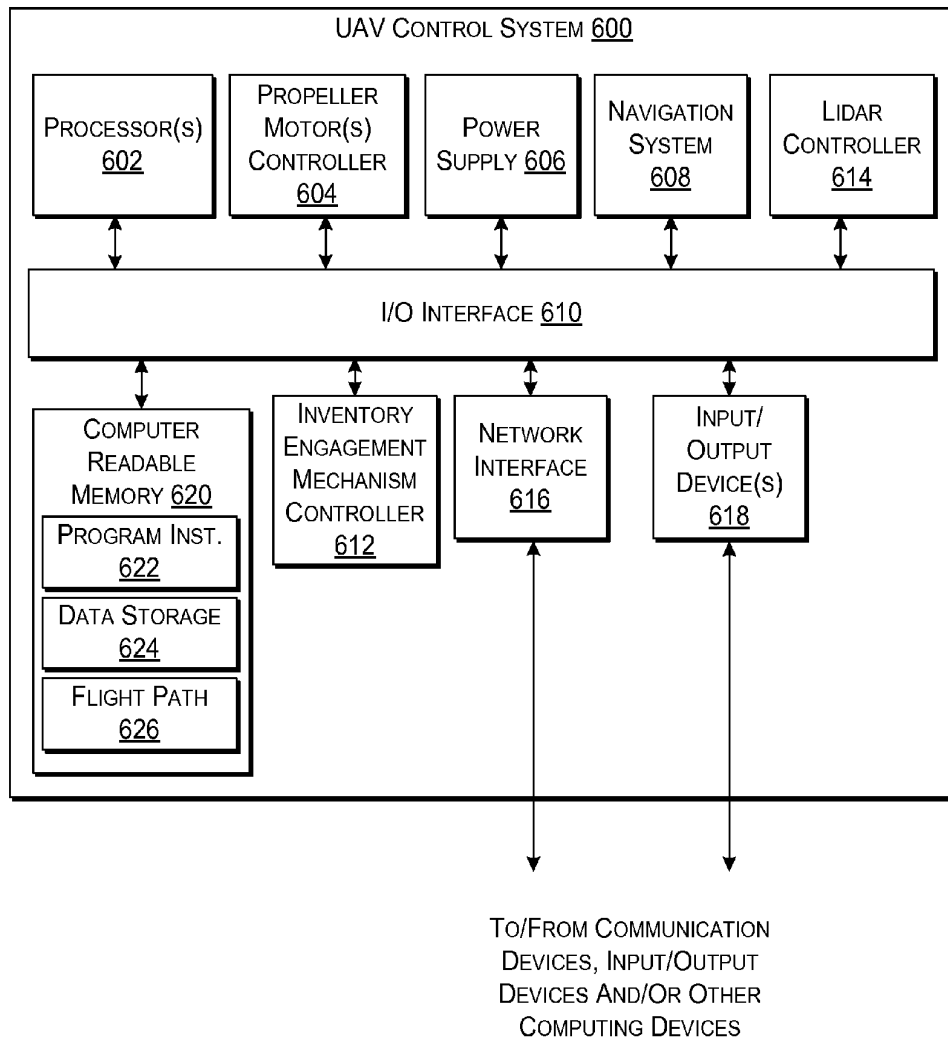 UAV CONTROL SYSTEM 600
PROCESSOR(S)
602
PROPELLER
MOTOR(S)
CONTROLLER
604
POWER
SUPPLY 606
NAVIGATION
SYSTEM
608
LIDAR
CONTROLLER
614
I/O INTERFACE 610
COMPUTER
READABLE
MEMORY 620
PROGRAM INST.
622
DATA STORAGE
624
FLIGHT PATH
626
INVENTORY
ENGAGEMENT
MECHANISM
CONTROLLER
612
NETWORK
INTERFACE
616
INPUT/
OUTPUT
DEVICE(S)
618
TO/FROM COMMUNICATION
DEVICES, INPUT/OUTPUT
DEVICES AND/OR OTHER
COMPUTING DEVICES